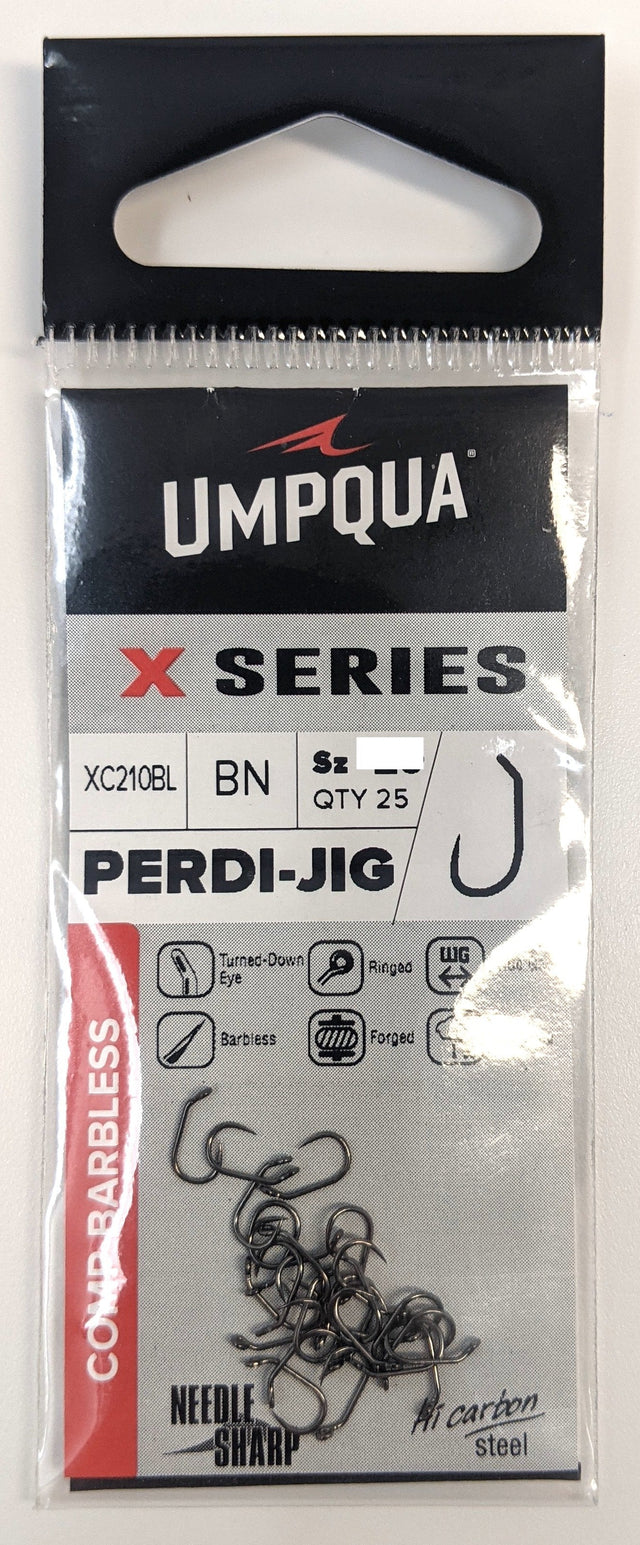 UMPQUA®
X SERIES
XC210BL
BN
Sz
QTY 25
PERDI-JIG
Turned-Down
Eye
Ringed
WG
Barbless
Forged
COMP BARBLESS
NEEDLE
SHARP
Hi carbon
steel